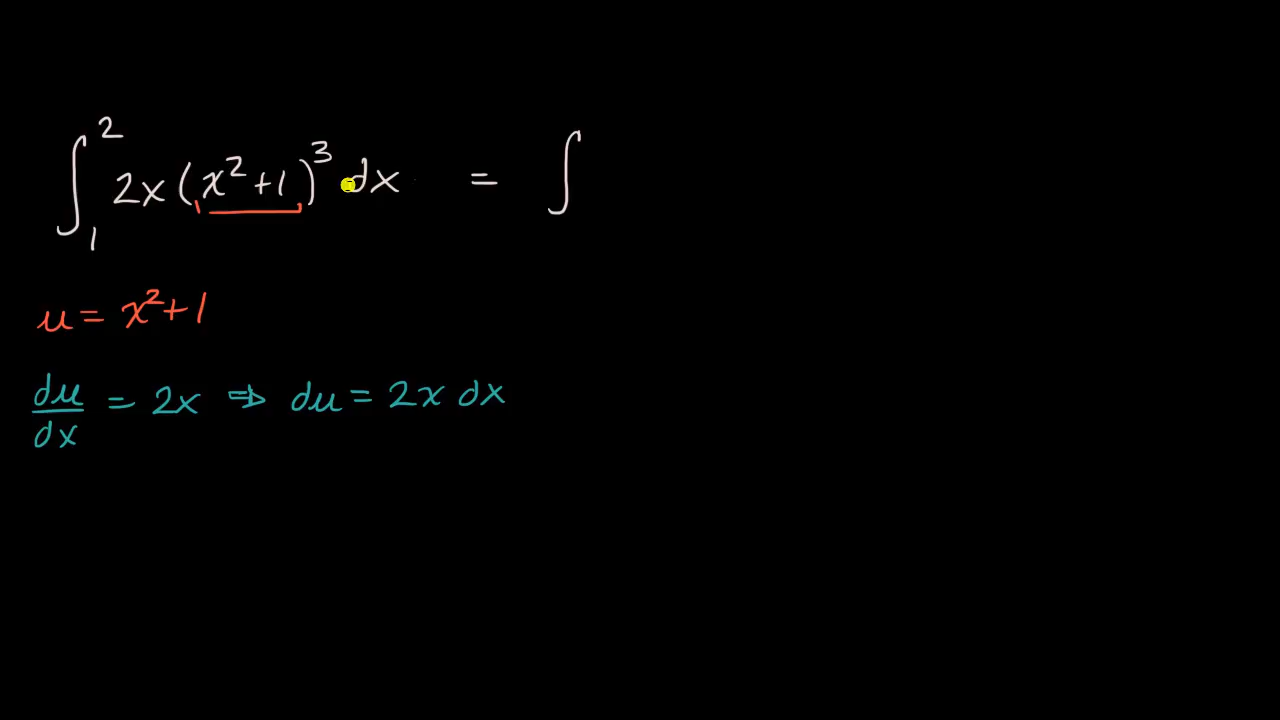 ∫₁² 2x(x²+1)³ dx = ∫
u = x²+1
du/dx = 2x ⇒ du = 2x dx